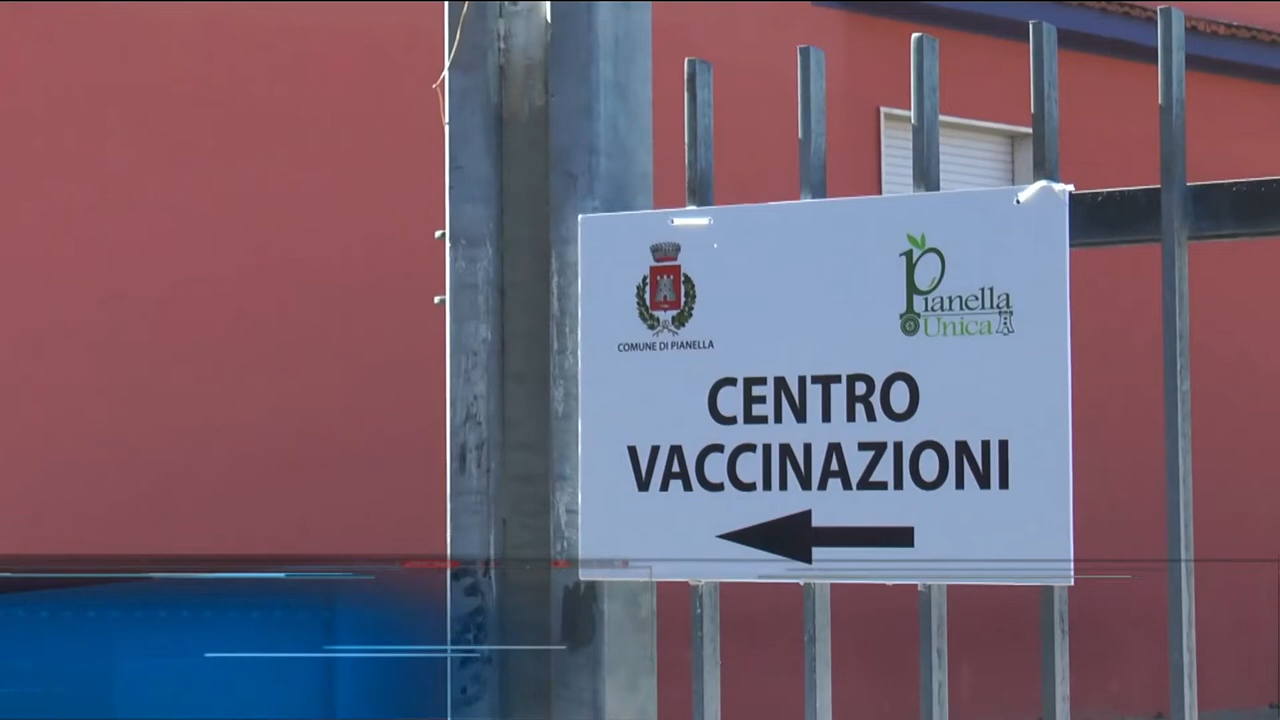 COMUNE DI PIANELLA
Pianella
Unica
CENTRO
VACCINAZIONI